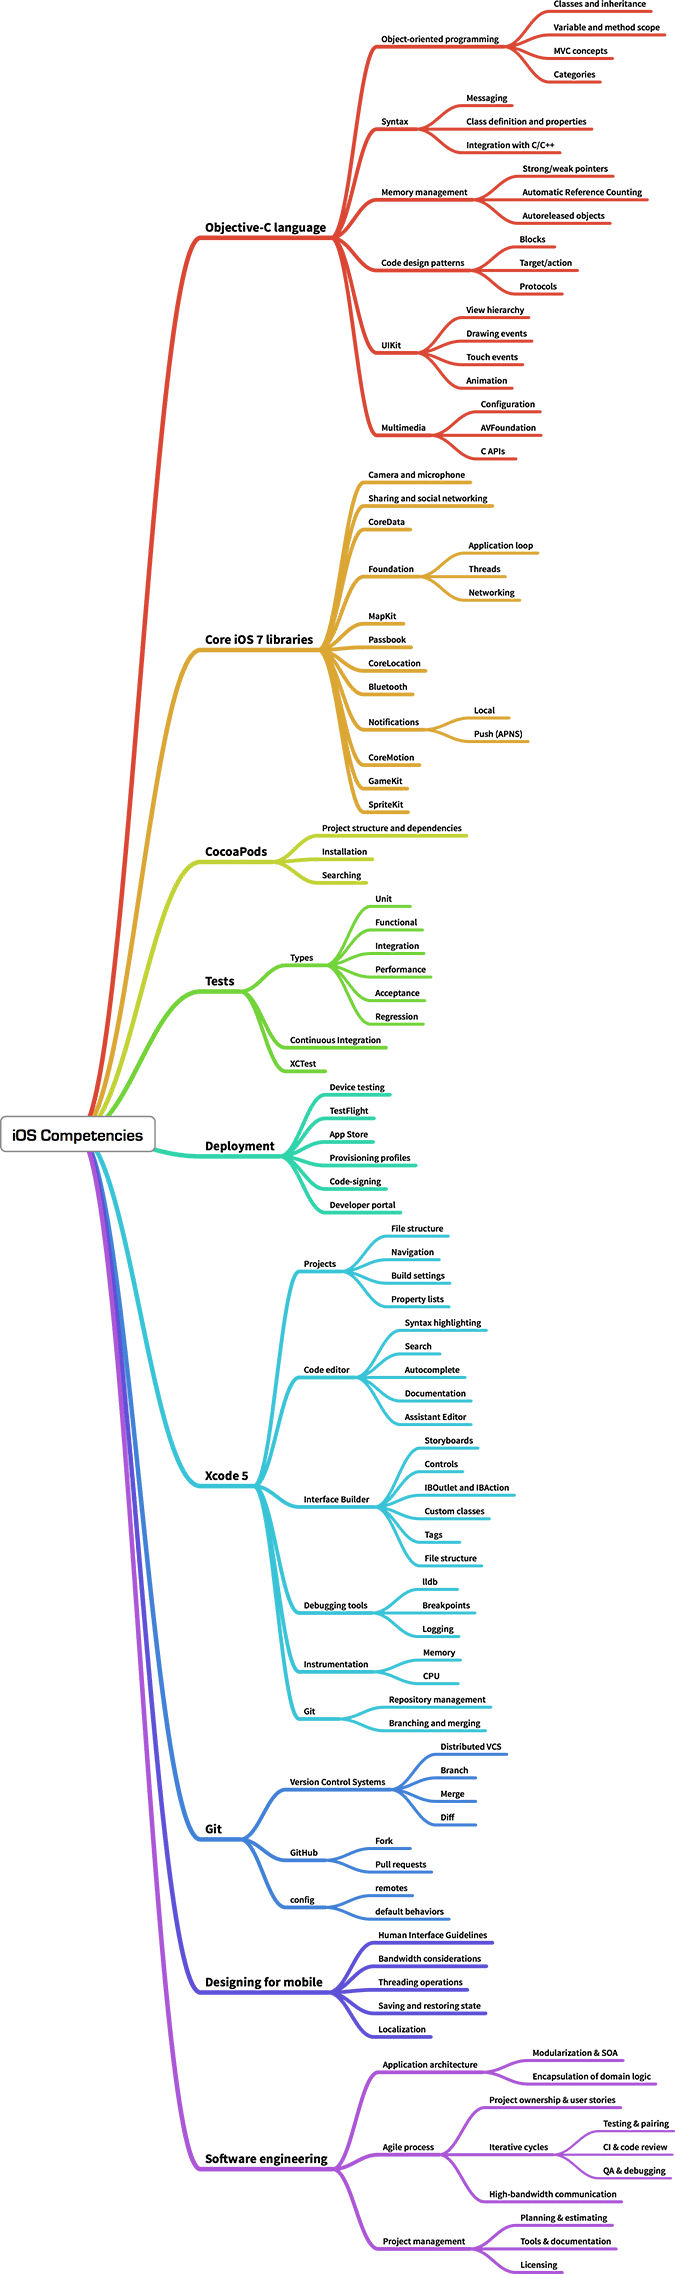 Classes and inheritance
Object-oriented programming
Variable and method scope
MVC concepts
Categories
Messaging
Syntax
Class definition and properties
Integration with C/C++
Strong/weak pointers
Memory management
Automatic Reference Counting
Autoreleased objects
Objective-C language
Blocks
Code design patterns
Target/action
Protocols
View hierarchy
Drawing events
UIKit
Touch events
Animation
Configuration
Multimedia
AVFoundation
C APIs
Camera and microphone
Sharing and social networking
CoreData
Application loop
Foundation
Threads
Networking
MapKit
Core iOS 7 libraries
Passbook
CoreLocation
Bluetooth
Local
Notifications
Push (APNS)
CoreMotion
GameKit
SpriteKit
Project structure and dependencies
CocoaPods
Installation
Searching
Unit
Functional
Integration
Types
Performance
Acceptance
Regression
Tests
Continuous Integration
XCTest
Device testing
TestFlight
App Store
iOS Competencies
Deployment
Provisioning profiles
Code-signing
Developer portal
File structure
Navigation
Projects
Build settings
Property lists
Syntax highlighting
Search
Code editor
Autocomplete
Documentation
Assistant Editor
Storyboards
Controls
Xcode 5
IBOutlet and IBAction
Interface Builder
Custom classes
Tags
File structure
lldb
Debugging tools
Breakpoints
Logging
Memory
Instrumentation
CPU
Repository management
Git
Branching and merging
Distributed VCS
Branch
Version Control Systems
Merge
Diff
Git
Fork
GitHub
Pull requests
remotes
config
default behaviors
Human Interface Guidelines
Bandwidth considerations
Designing for mobile
Threading operations
Saving and restoring state
Localization
Modularization & SOA
Application architecture
Encapsulation of domain logic
Project ownership & user stories
Testing & pairing
Agile process
Iterative cycles
CI & code review
Software engineering
QA & debugging
High-bandwidth communication
Planning & estimating
Project management
Tools & documentation
Licensing